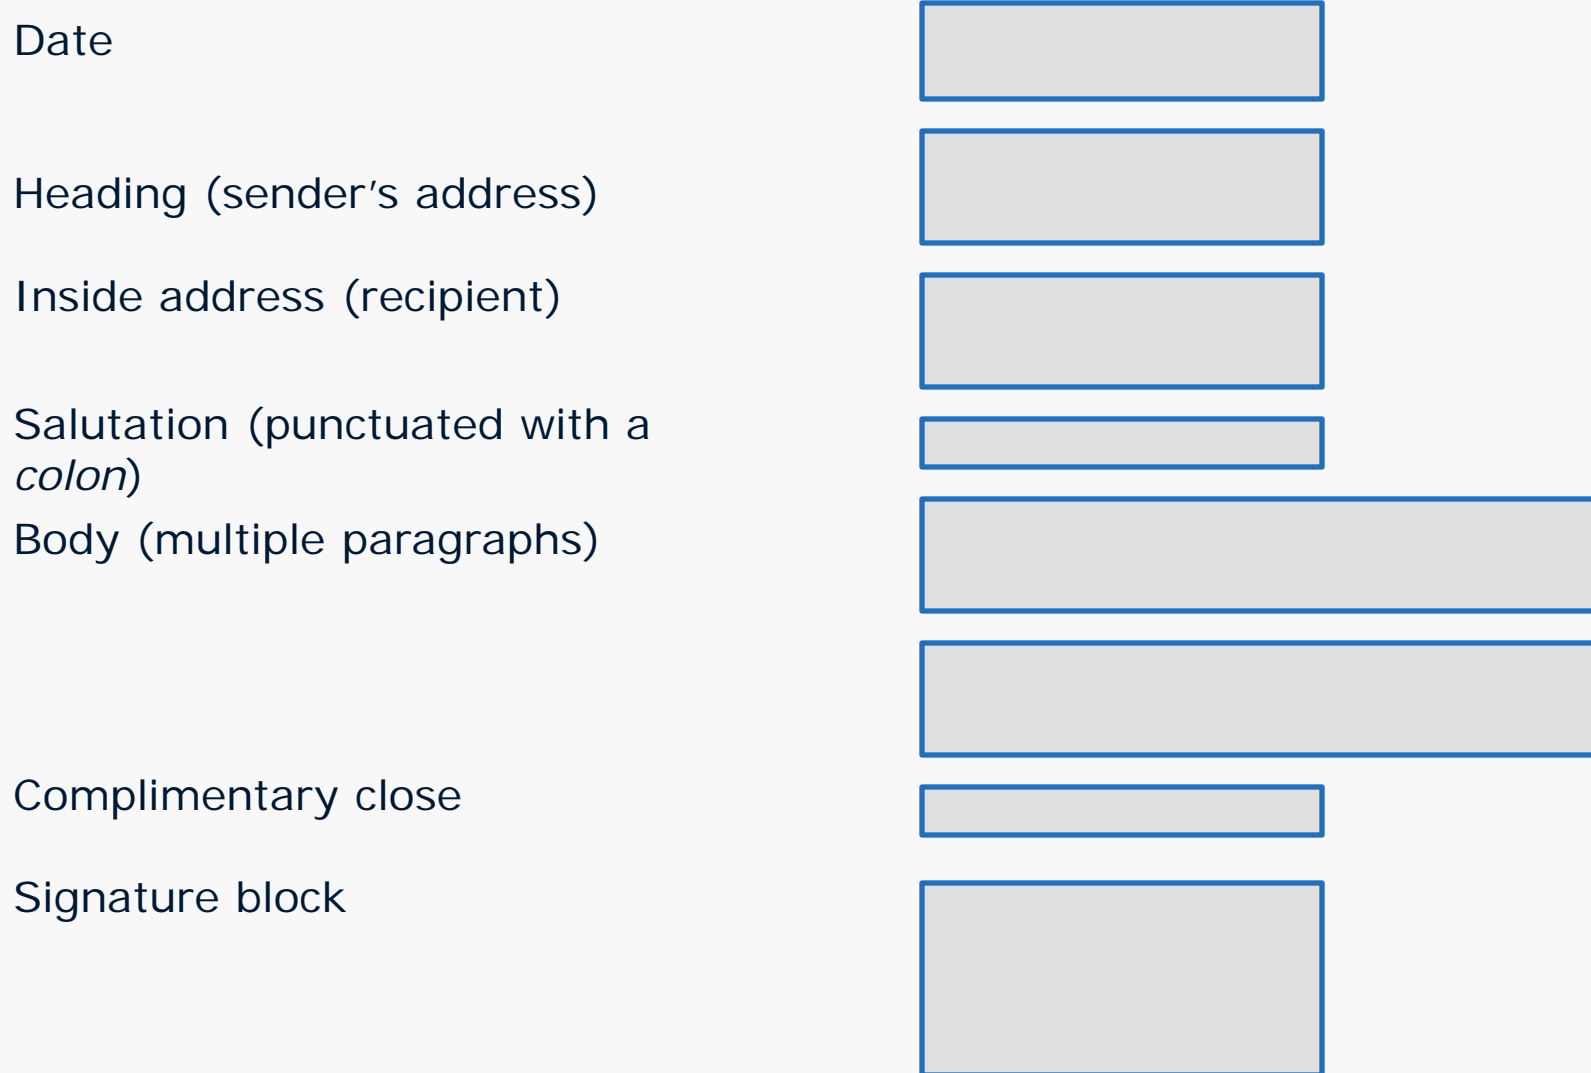 Date
Heading (sender’s address)
Inside address (recipient)
Salutation (punctuated with a
colon)
Body (multiple paragraphs)
Complimentary close
Signature block